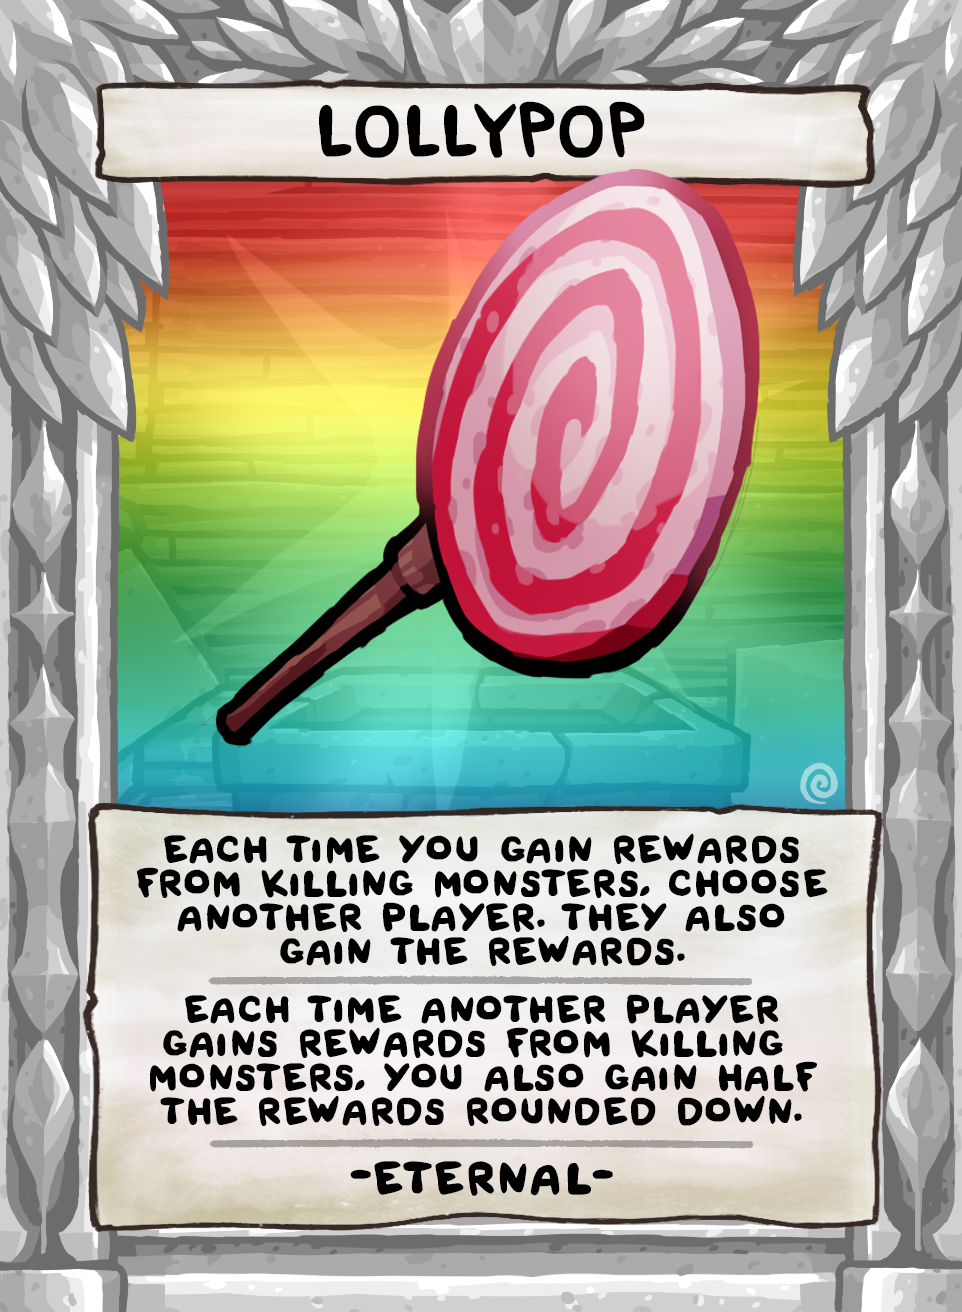 LOLLYPOP
EACH TIME YOU GAIN REWARDS
FROM KILLING MONSTERS, CHOOSE
ANOTHER PLAYER. THEY ALSO
GAIN THE REWARDS.
EACH TIME ANOTHER PLAYER
GAINS REWARDS FROM KILLING
MONSTERS, YOU ALSO GAIN HALF
THE REWARDS ROUNDED DOWN.
-ETERNAL-